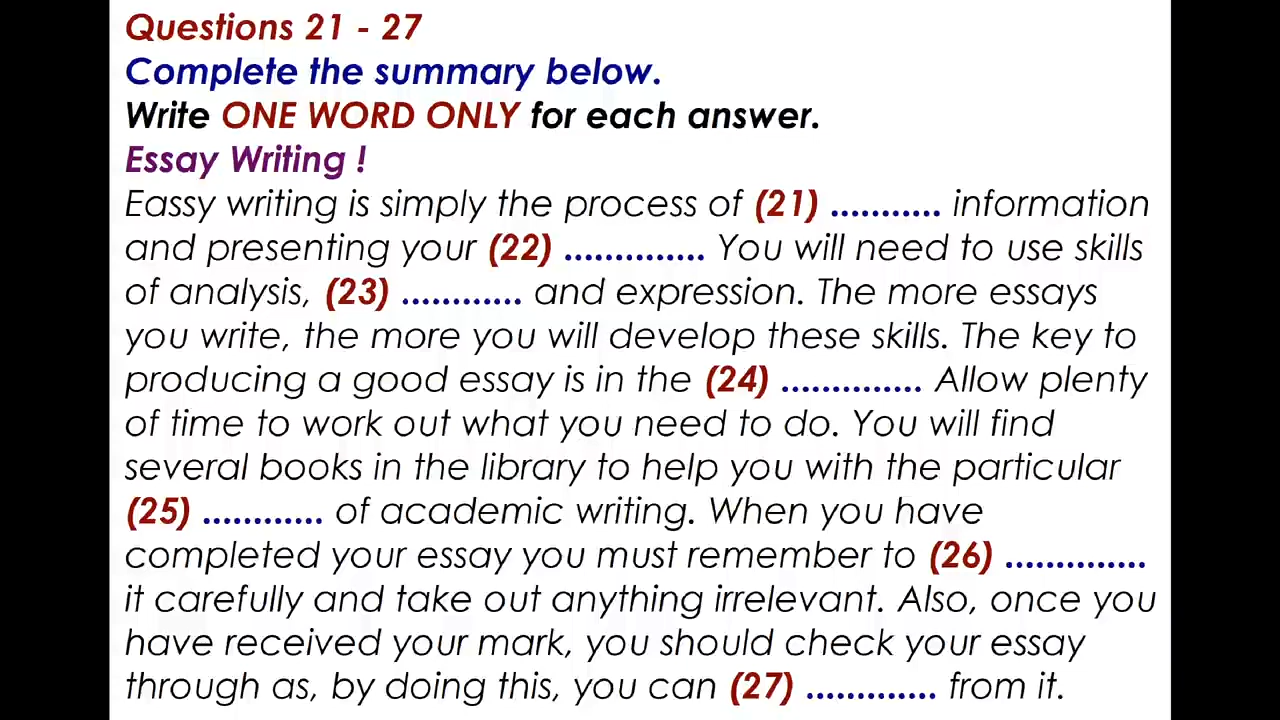 Questions 21 - 27
Complete the summary below.
Write ONE WORD ONLY for each answer.
Essay Writing !
Eassy writing is simply the process of (21) ........... information
and presenting your (22) .............. You will need to use skills
of analysis, (23) ............ and expression. The more essays
you write, the more you will develop these skills. The key to
producing a good essay is in the (24) .............. Allow plenty
of time to work out what you need to do. You will find
several books in the library to help you with the particular
(25) ............ of academic writing. When you have
completed your essay you must remember to (26) ..............
it carefully and take out anything irrelevant. Also, once you
have received your mark, you should check your essay
through as, by doing this, you can (27) ............. from it.